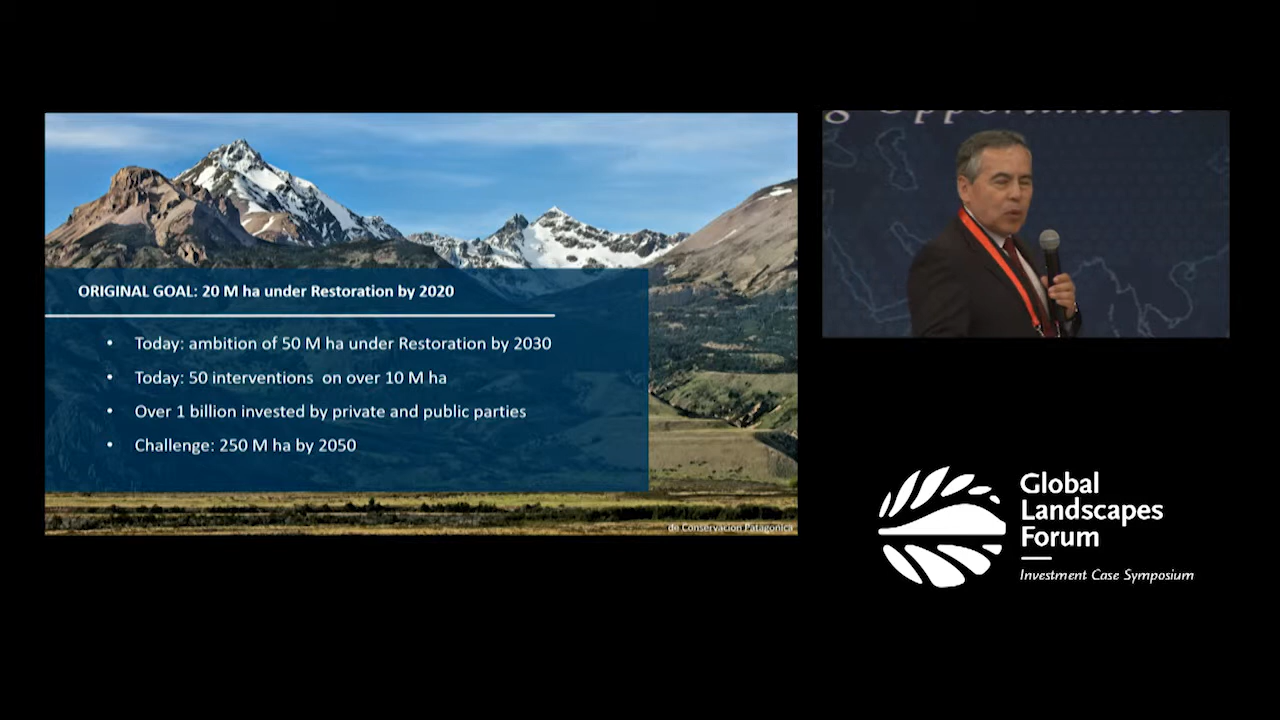 ORIGINAL GOAL: 20 M ha under Restoration by 2020
• Today: ambition of 50 M ha under Restoration by 2030
• Today: 50 interventions on over 10 M ha
• Over 1 billion invested by private and public parties
• Challenge: 250 M ha by 2050
de Conservacion Patagonica
g Opportunities
Global
Landscapes
Forum
Investment Case Symposium